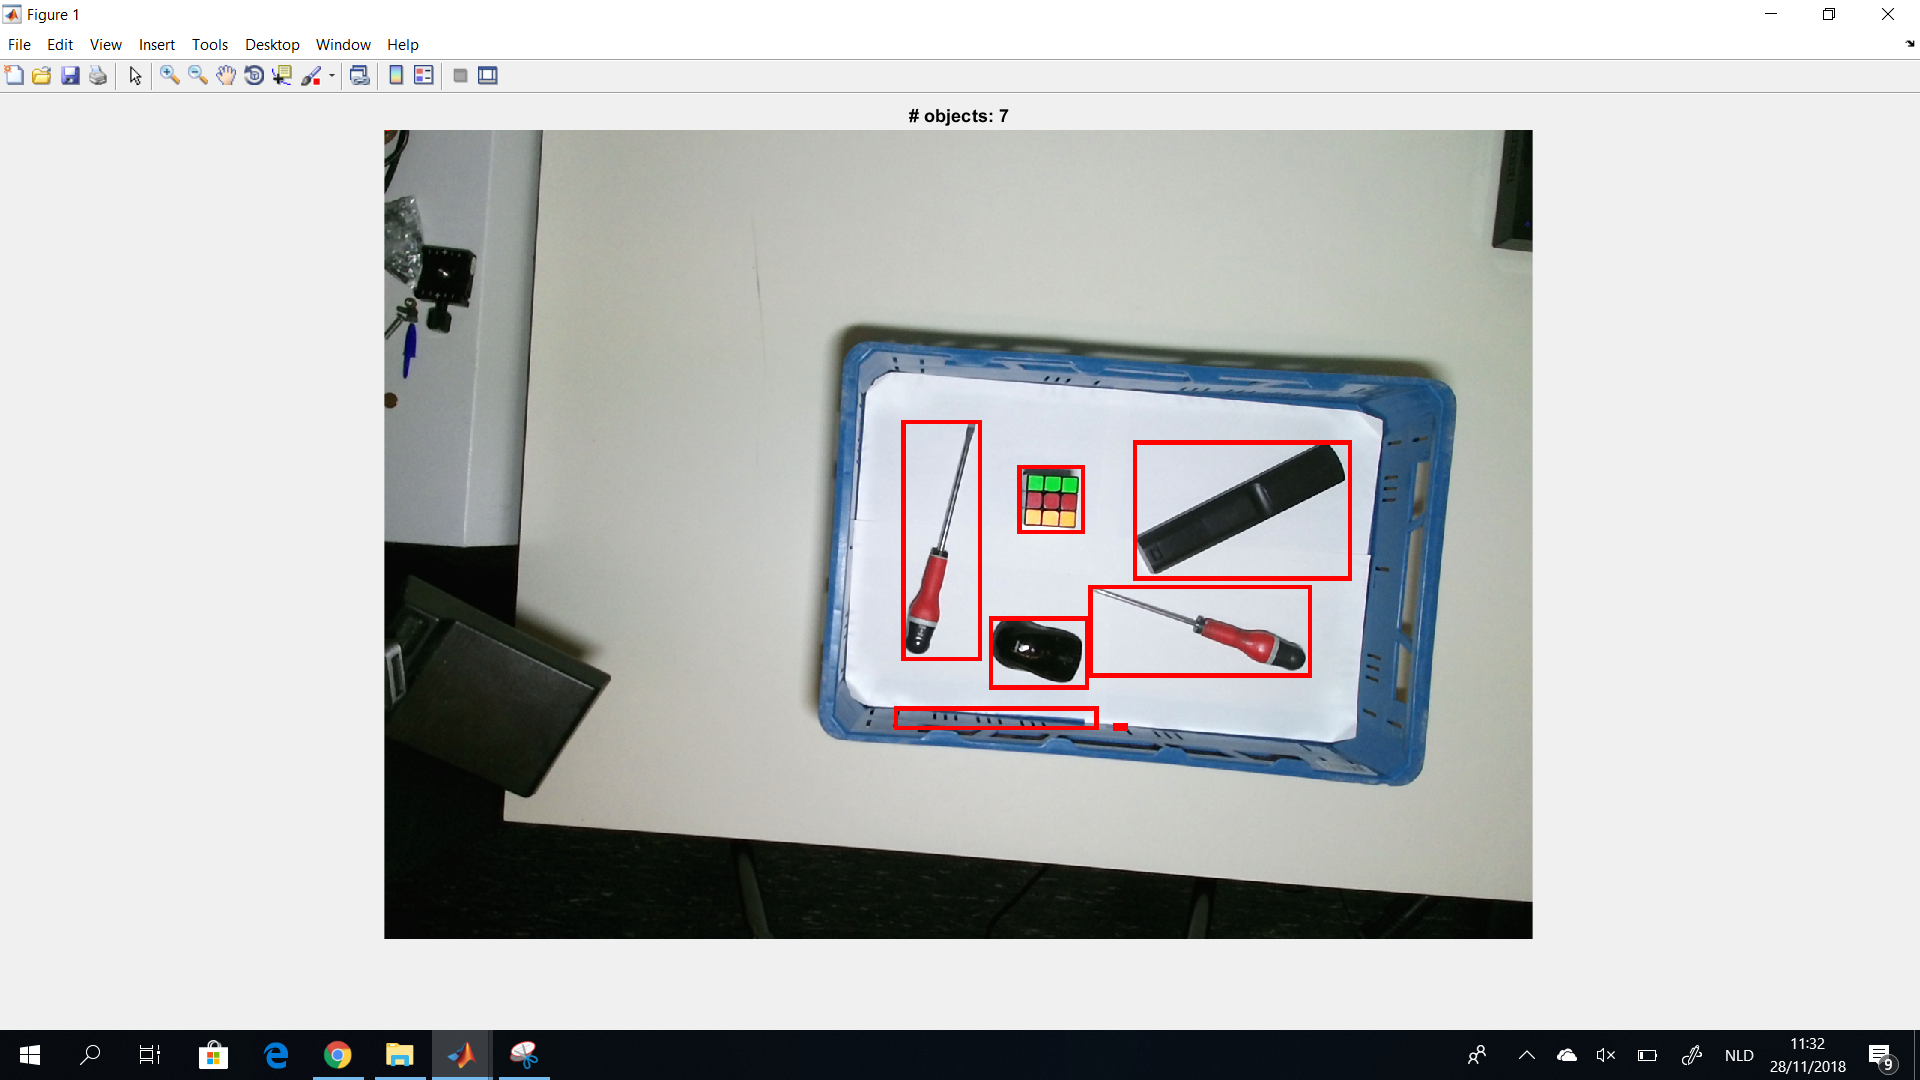 Figure 1
File Edit View Insert Tools Desktop Window Help
# objects: 7
NLD
11:32
28/11/2018
9